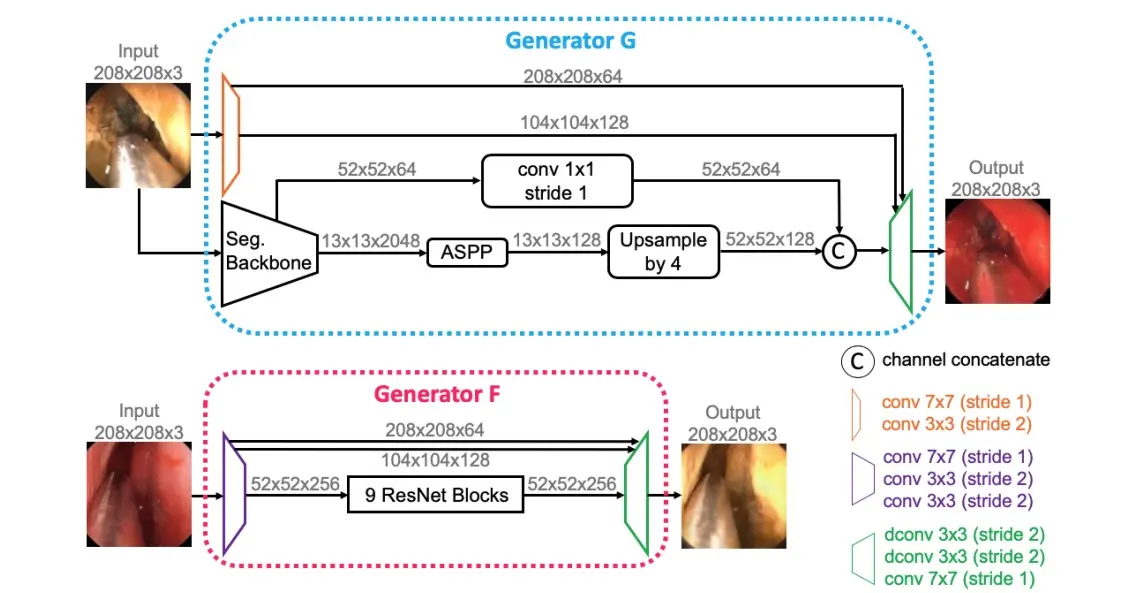 Generator G
Input
208x208x3
208x208x64
104x104x128
52x52x64
conv 1x1
stride 1
52x52x64
Seg.
Backbone
13x13x2048
ASPP
13x13x128
Upsample
by 4
52x52x128
C
Output
208x208x3
C channel concatenate
conv 7x7 (stride 1)
conv 3x3 (stride 2)
conv 7x7 (stride 1)
conv 3x3 (stride 2)
conv 3x3 (stride 2)
dconv 3x3 (stride 2)
dconv 3x3 (stride 2)
conv 7x7 (stride 1)
Generator F
Input
208x208x3
208x208x64
104x104x128
52x52x256
9 ResNet Blocks
52x52x256
Output
208x208x3